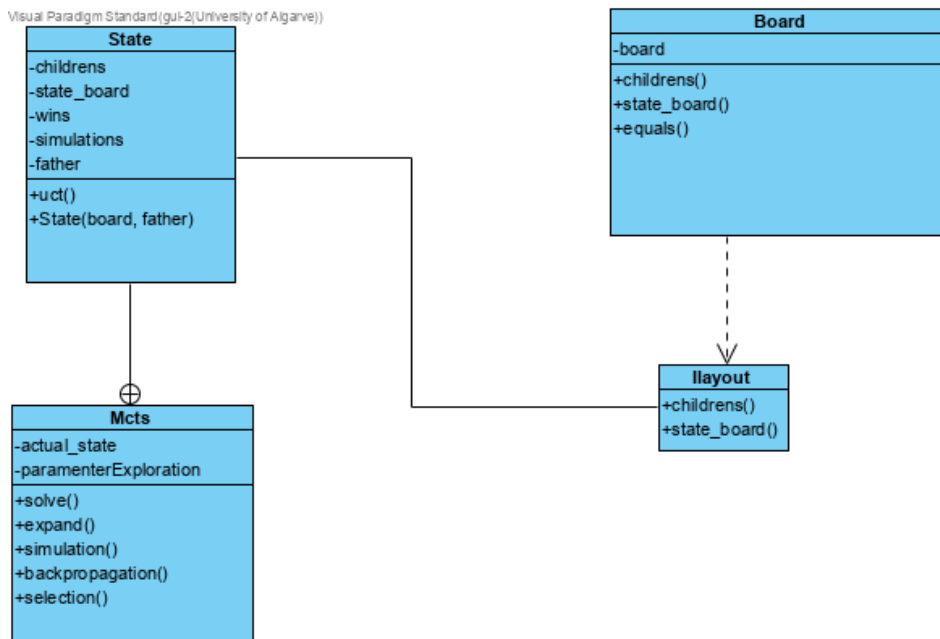 Visual Paradigm Standard(gui-2(University of Algarve))
State
-childrens
-state_board
-wins
-simulations
-father
+uct()
+State(board, father)
Board
-board
+childrens()
+state_board()
+equals()
Ilayout
+childrens()
+state_board()
Mcts
-actual_state
-paramenterExploration
+solve()
+expand()
+simulation()
+backpropagation()
+selection()